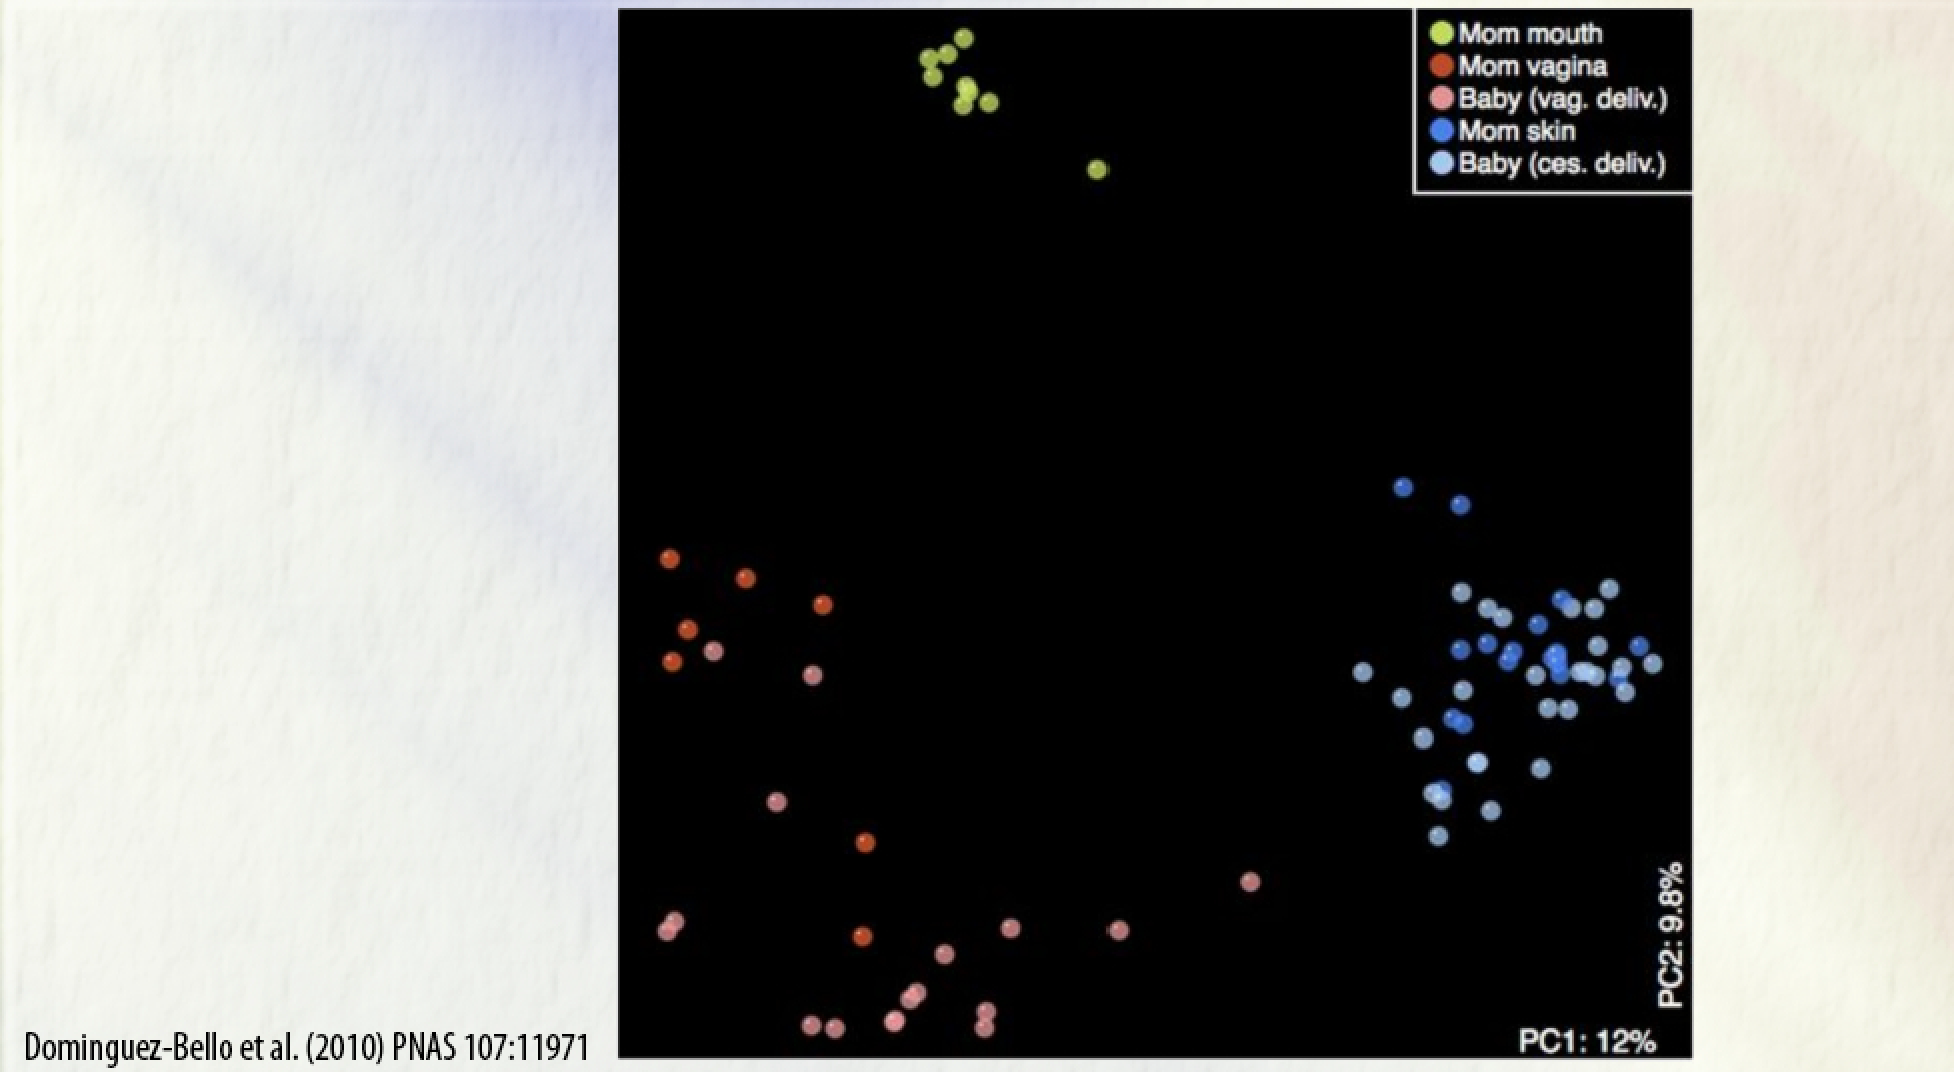 Mom mouth
Mom vagina
Baby (vag. deliv.)
Mom skin
Baby (ces. deliv.)
PC2: 9.8%
PC1: 12%
Dominguez-Bello et al. (2010) PNAS 107:11971